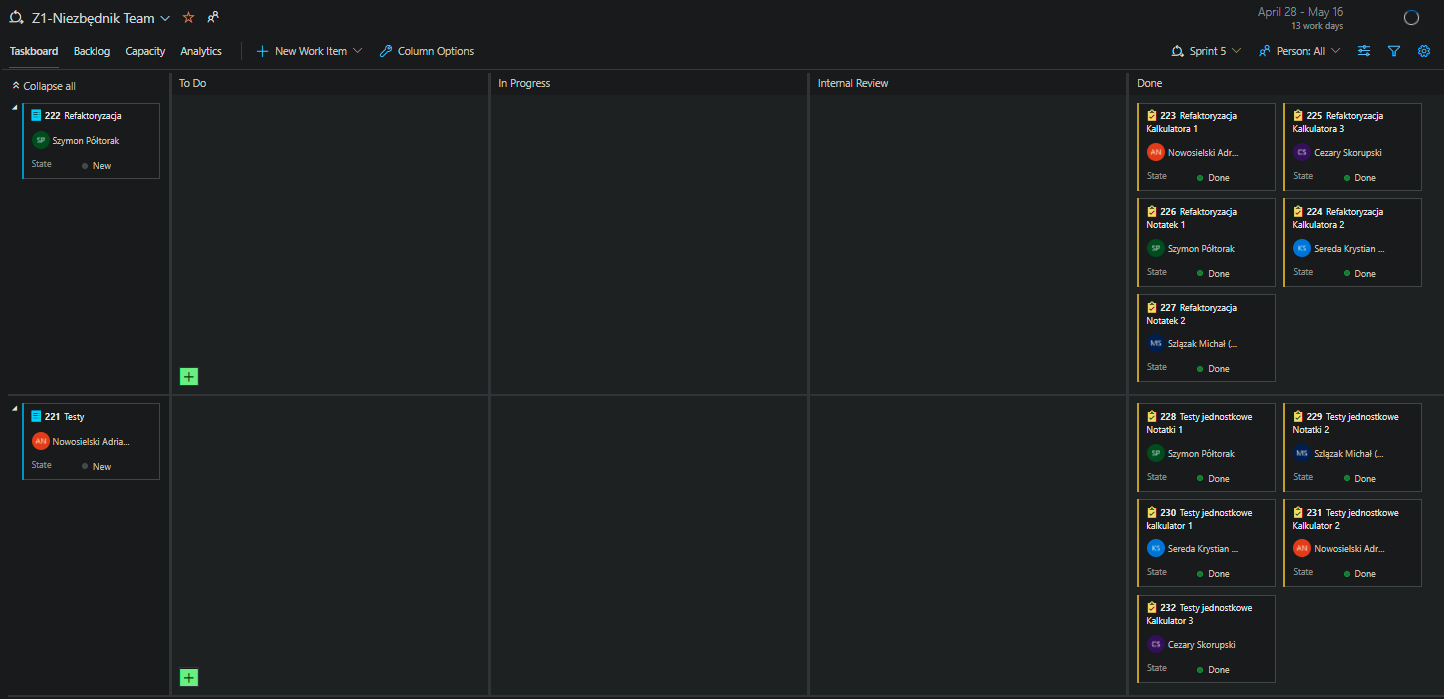 Z1-Niezbędnik Team
April 28 - May 16
13 work days
Taskboard Backlog Capacity Analytics New Work Item Column Options Sprint 5 Person: All
Collapse all
To Do In Progress Internal Review Done
222 Refaktoryzacja
SP Szymon Półtorak
State New
223 Refaktoryzacja
Kalkulatora 1
AN Nowosielski Adr...
State Done
225 Refaktoryzacja
Kalkulatora 3
CS Cezary Skorupski
State Done
226 Refaktoryzacja
Notatek 1
SP Szymon Półtorak
State Done
224 Refaktoryzacja
Kalkulatora 2
KS Sereda Krystian ...
State Done
227 Refaktoryzacja
Notatek 2
MS Szlązak Michał (...
State Done
221 Testy
AN Nowosielski Adria...
State New
228 Testy jednostkowe
Notatki 1
SP Szymon Półtorak
State Done
229 Testy jednostkowe
Notatki 2
MS Szlązak Michał (...
State Done
230 Testy jednostkowe
kalkulator 1
KS Sereda Krystian ...
State Done
231 Testy jednostkowe
Kalkulator 2
AN Nowosielski Adr...
State Done
232 Testy jednostkowe
Kalkulator 3
CS Cezary Skorupski
State Done